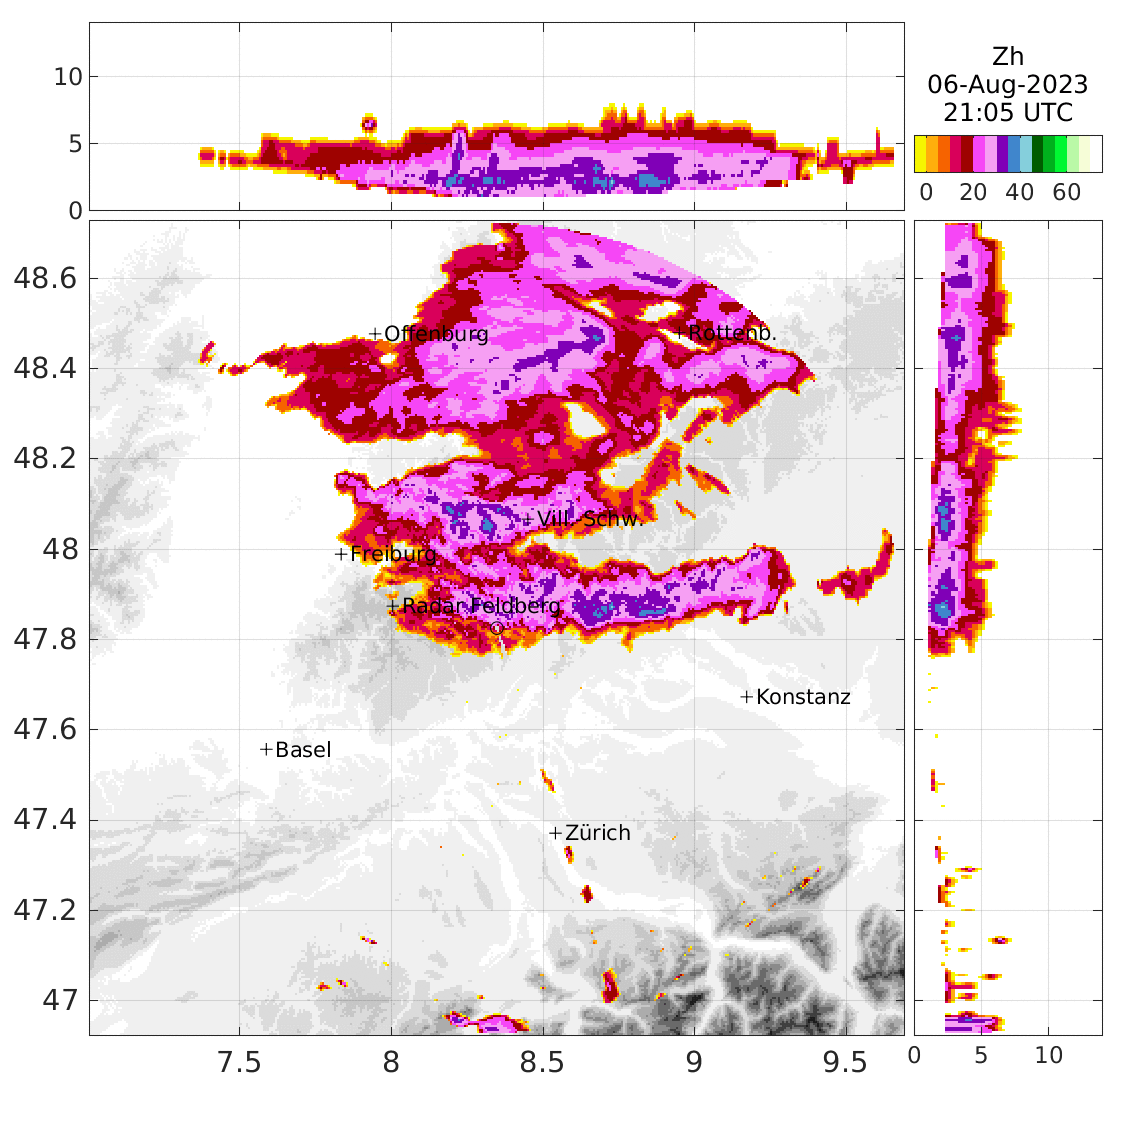 10
5
0
Zh
06-Aug-2023
21:05 UTC
0 20 40 60
48.6
48.4
48.2
48
47.8
47.6
47.4
47.2
47
Offenburg
Rottenb.
Vill.-Schw.
Freiburg
Radar Feldberg
Konstanz
Basel
Zürich
7.5 8 8.5 9 9.5
0 5 10